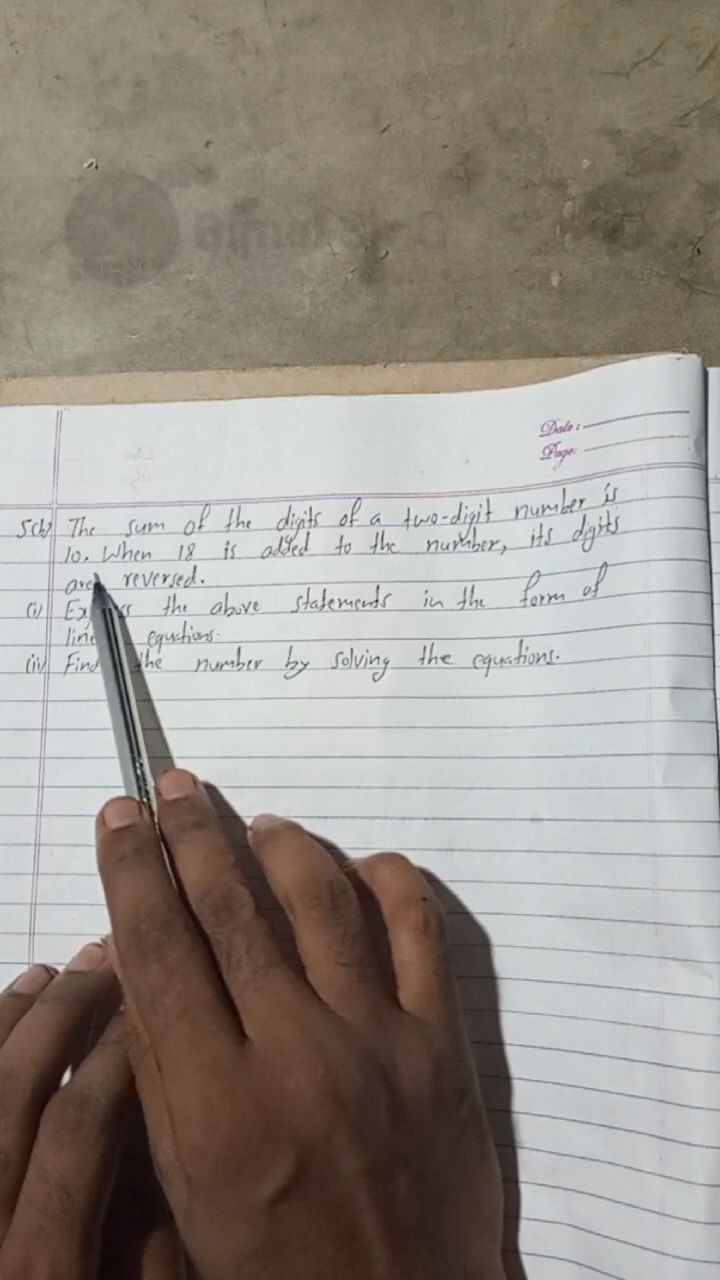 Date:
Page:
5(b) The sum of the digits of a two-digit number is
10. When 18 is added to the number, its digits
are reversed.
(i) the above statements in the form of
equations.
(ii) Find the number by solving the equations.